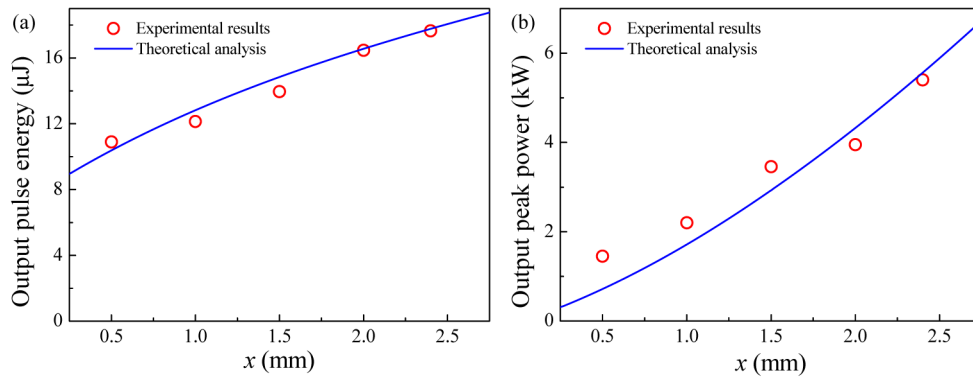 (a)
Experimental results
Theoretical analysis
Output pulse energy (μJ)
16
12
8
4
0
0.5 1.0 1.5 2.0 2.5
x (mm)
(b)
Experimental results
Theoretical analysis
Output peak power (kW)
6
4
2
0
0.5 1.0 1.5 2.0 2.5
x (mm)